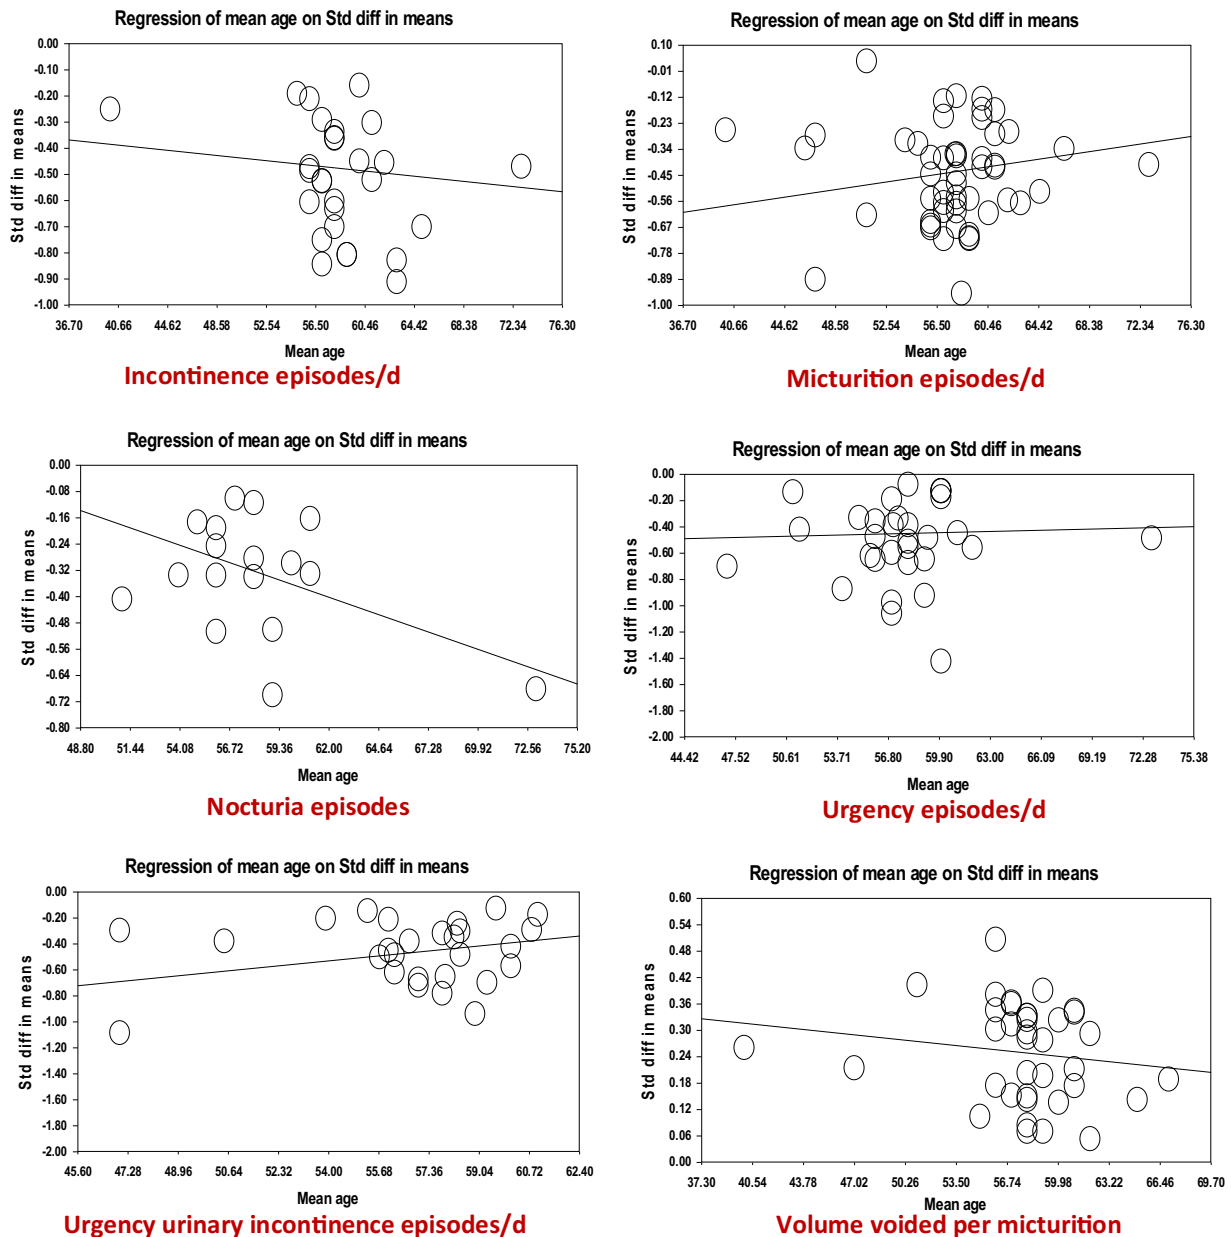 Regression of mean age on Std diff in means
0.00
-0.10
-0.20
-0.30
-0.40
-0.50
-0.60
-0.70
-0.80
-0.90
-1.00
Std diff in means
36.70 40.66 44.62 48.58 52.54 56.50 60.46 64.42 68.38 72.34 76.30
Mean age
Incontinence episodes/d
Regression of mean age on Std diff in means
0.10
-0.01
-0.12
-0.23
-0.34
-0.45
-0.56
-0.67
-0.78
-0.89
-1.00
Std diff in means
36.70 40.66 44.62 48.58 52.54 56.50 60.46 64.42 68.38 72.34 76.30
Mean age
Micturition episodes/d
Regression of mean age on Std diff in means
0.00
-0.08
-0.16
-0.24
-0.32
-0.40
-0.48
-0.56
-0.64
-0.72
-0.80
Std diff in means
48.80 51.44 54.08 56.72 59.36 62.00 64.64 67.28 69.92 72.56 75.20
Mean age
Nocturia episodes
Regression of mean age on Std diff in means
0.00
-0.20
-0.40
-0.60
-0.80
-1.00
-1.20
-1.40
-1.60
-1.80
-2.00
Std diff in means
44.42 47.52 50.61 53.71 56.80 59.90 63.00 66.09 69.19 72.28 75.38
Mean age
Urgency episodes/d
Regression of mean age on Std diff in means
0.00
-0.20
-0.40
-0.60
-0.80
-1.00
-1.20
-1.40
-1.60
-1.80
-2.00
Std diff in means
45.60 47.28 48.96 50.64 52.32 54.00 55.68 57.36 59.04 60.72 62.40
Mean age
Urgency urinary incontinence episodes/d
Regression of mean age on Std diff in means
0.60
0.54
0.48
0.42
0.36
0.30
0.24
0.18
0.12
0.06
0.00
Std diff in means
37.30 40.54 43.78 47.02 50.26 53.50 56.74 59.98 63.22 66.46 69.70
Mean age
Volume voided per micturition